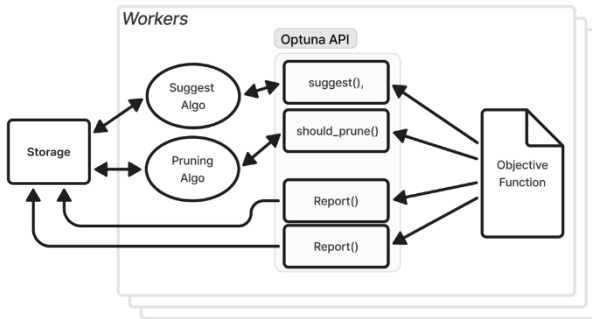 Workers
Optuna API
Suggest
Algo
suggest(),
Storage
Pruning
Algo
should_prune()
Objective
Function
Report()
Report()